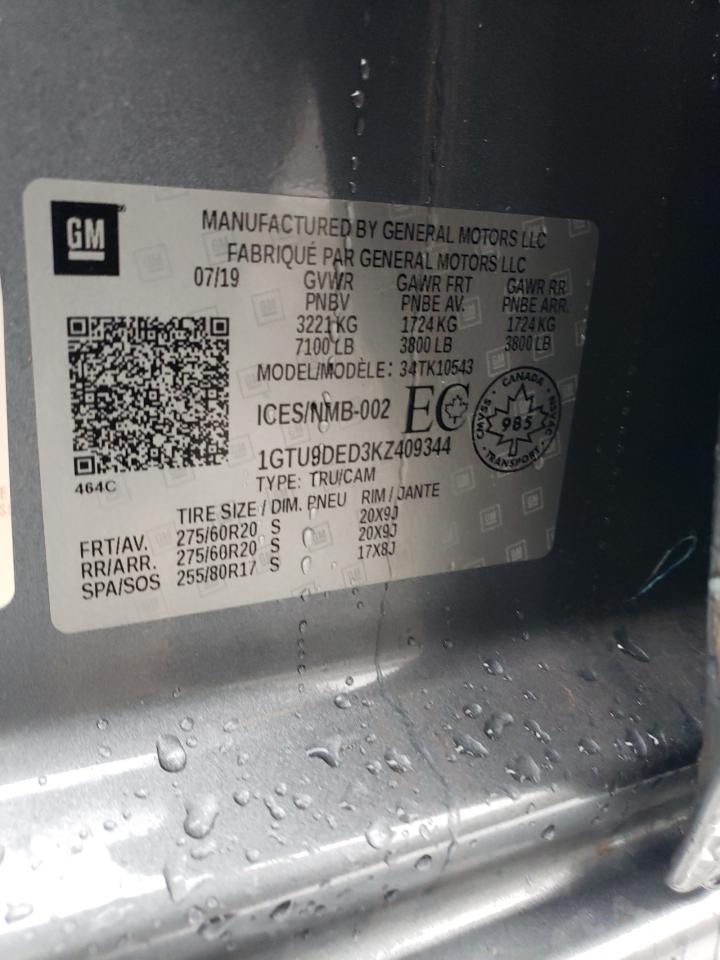 GM
MANUFACTURED BY GENERAL MOTORS LLC
FABRIQUÉ PAR GENERAL MOTORS LLC
07/19 GVWR GAWR FRT GAWR RR
PNBV PNBE AV. PNBE ARR.
3221 KG 1724 KG 1724 KG
7100 LB 3800 LB 3800 LB
MODEL/MODÈLE: 34TK10543
ICES/NMB-002 EC
CANADA
CMVSS 985 NSVAC
TRANSPORT
1GTU9DED3KZ409344
464C TYPE: TRU/CAM
TIRE SIZE / DIM. PNEU RIM / JANTE
FRT/AV. 275/60R20 S 20X9J
RR/ARR. 275/60R20 S 20X9J
SPA/SOS 255/80R17 S 17X8J